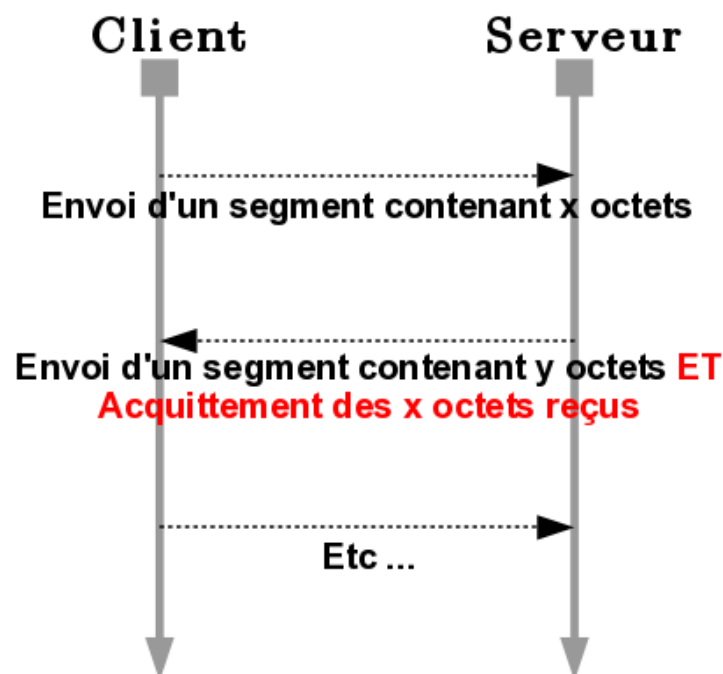 Client Serveur
Envoi d'un segment contenant x octets
Envoi d'un segment contenant y octets ET
Acquittement des x octets reçus
Etc ...